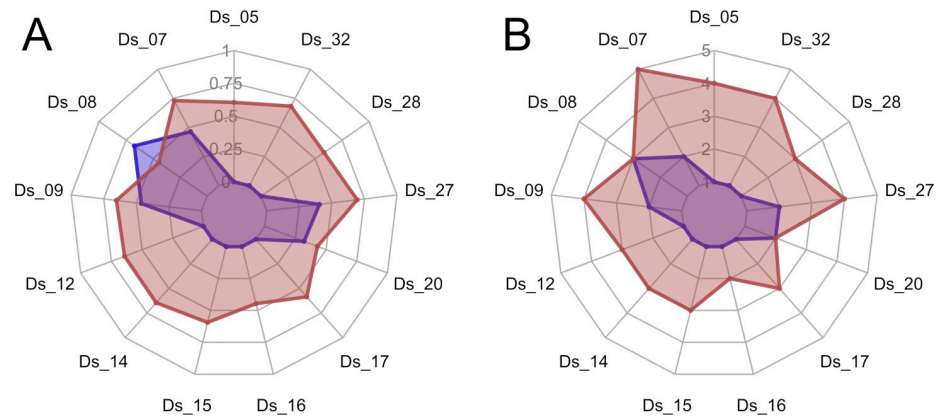 A
Ds_05
Ds_07
Ds_32
Ds_08
Ds_28
Ds_09
Ds_27
Ds_12
Ds_20
Ds_14
Ds_17
Ds_15
Ds_16
1
0.75
0.5
0.25
0
B
Ds_05
Ds_07
Ds_32
Ds_08
Ds_28
Ds_09
Ds_27
Ds_12
Ds_20
Ds_14
Ds_17
Ds_15
Ds_16
5
4
3
2
1